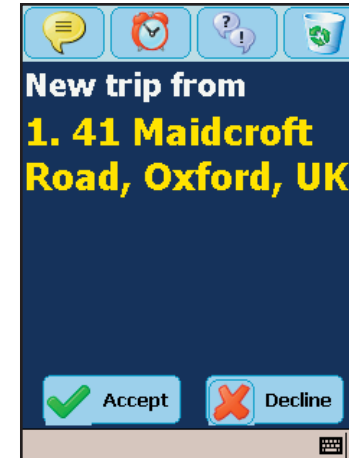 New trip from
1. 41 Maidcroft
Road, Oxford, UK
Accept
Decline